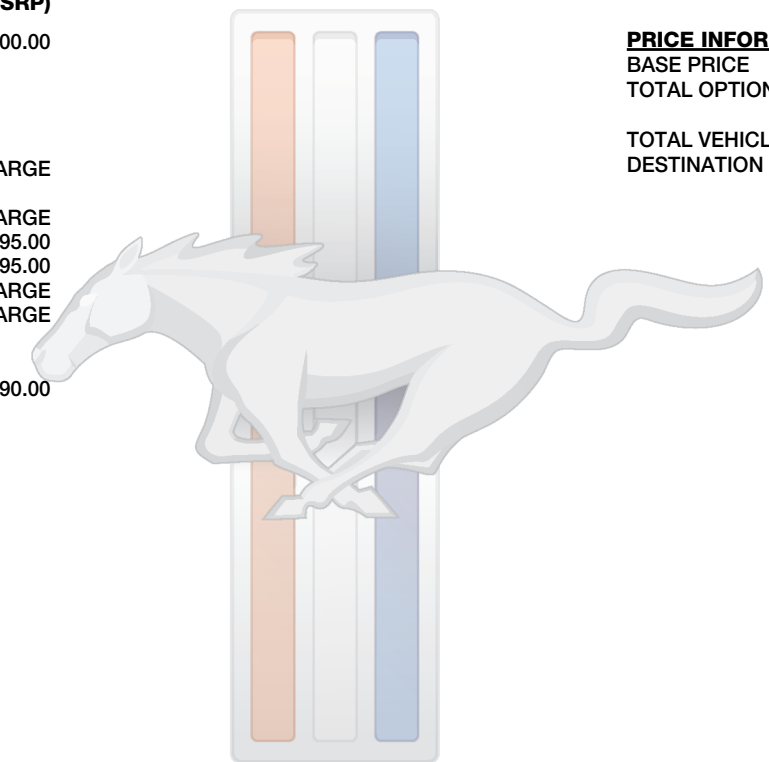 SRP)
00.00
ARGE
ARGE
95.00
95.00
ARGE
ARGE
90.00
PRICE INFOR
BASE PRICE
TOTAL OPTION
TOTAL VEHICL
DESTINATION